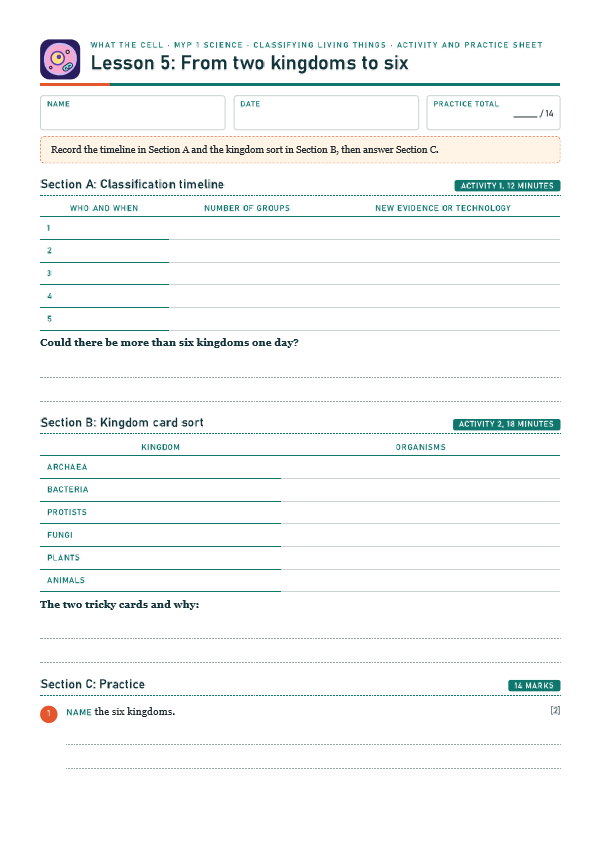 WHAT THE CELL · MYP 1 SCIENCE · CLASSIFYING LIVING THINGS · ACTIVITY AND PRACTICE SHEET
Lesson 5: From two kingdoms to six
NAME
DATE
PRACTICE TOTAL
_____ / 14
Record the timeline in Section A and the kingdom sort in Section B, then answer Section C.
Section A: Classification timeline
ACTIVITY 1, 12 MINUTES
WHO AND WHEN NUMBER OF GROUPS NEW EVIDENCE OR TECHNOLOGY
1
2
3
4
5
Could there be more than six kingdoms one day?
Section B: Kingdom card sort
ACTIVITY 2, 18 MINUTES
KINGDOM ORGANISMS
ARCHAEA
BACTERIA
PROTISTS
FUNGI
PLANTS
ANIMALS
The two tricky cards and why:
Section C: Practice
14 MARKS
1 NAME the six kingdoms. [2]